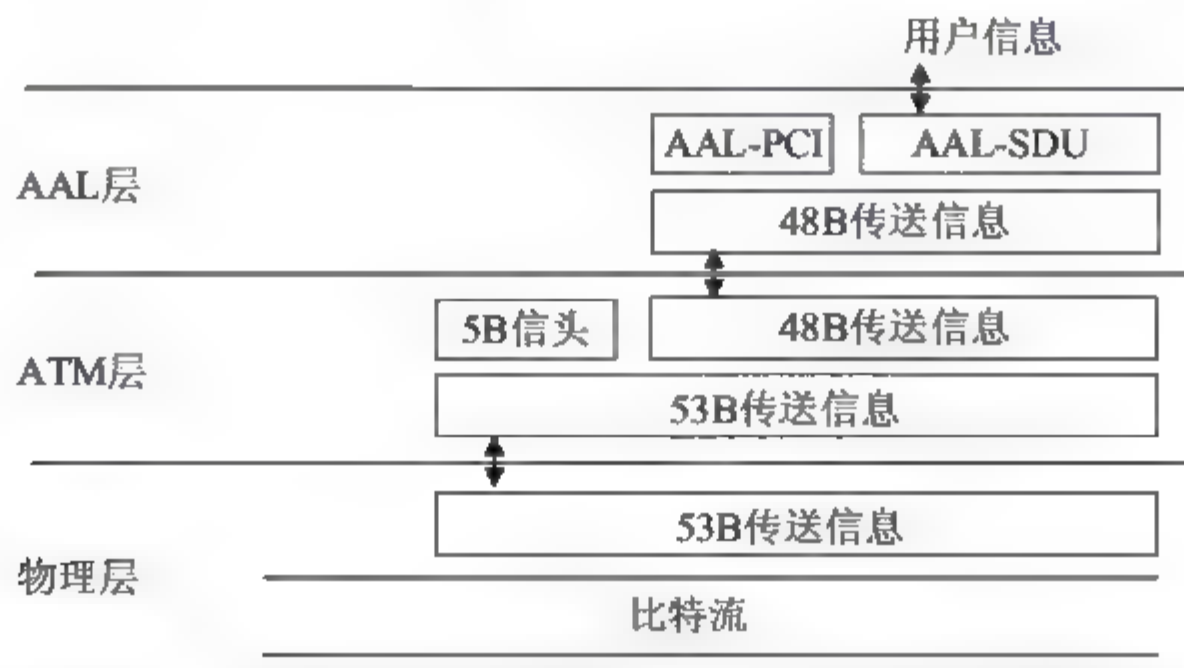 用户信息
AAL-PCI AAL-SDU
AAL层
48B传送信息
5B信头 48B传送信息
ATM层
53B传送信息
53B传送信息
物理层
比特流